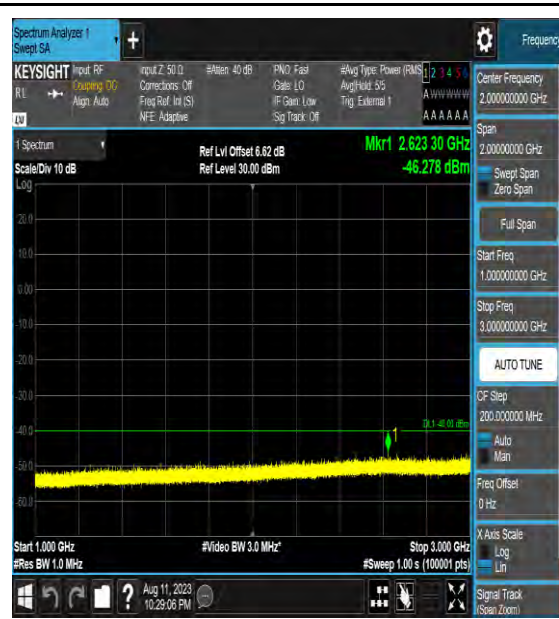 Spectrum Analyzer 1
Swept SA
Frequency
KEYSIGHT
RL
Input: RF
Coupling: DC
Align: Auto
Input Z: 50 Ω
Corrections: Off
Freq Ref: Int (S)
NFE: Adaptive
#Atten: 40 dB
PNO: Fast
Gate: LO
IF Gain: Low
Sig Track: Off
#Avg Type: Power (RMS
Avg|Hold: 5/5
Trig: External 1
1 2 3 4 5 6
A W W W W W
A A A A A A
LV
1 Spectrum
Scale/Div 10 dB
Log
Ref Lvl Offset 6.62 dB
Ref Level 30.00 dBm
Mkr1 2.623 30 GHz
-46.278 dBm
20.0
10.0
0.00
-10.0
-20.0
-30.0
-40.0
-50.0
-60.0
DL1 -40.00 dBm
1
Start 1.000 GHz
#Res BW 1.0 MHz
#Video BW 3.0 MHz*
Stop 3.000 GHz
#Sweep 1.00 s (100001 pts)
Center Frequency
2.000000000 GHz
Span
2.00000000 GHz
Swept Span
Zero Span
Full Span
Start Freq
1.000000000 GHz
Stop Freq
3.000000000 GHz
AUTO TUNE
CF Step
200.000000 MHz
Auto
Man
Freq Offset
0 Hz
X Axis Scale
Log
Lin
Signal Track
(Span Zoom)
?
Aug 11, 2023
10:29:06 PM